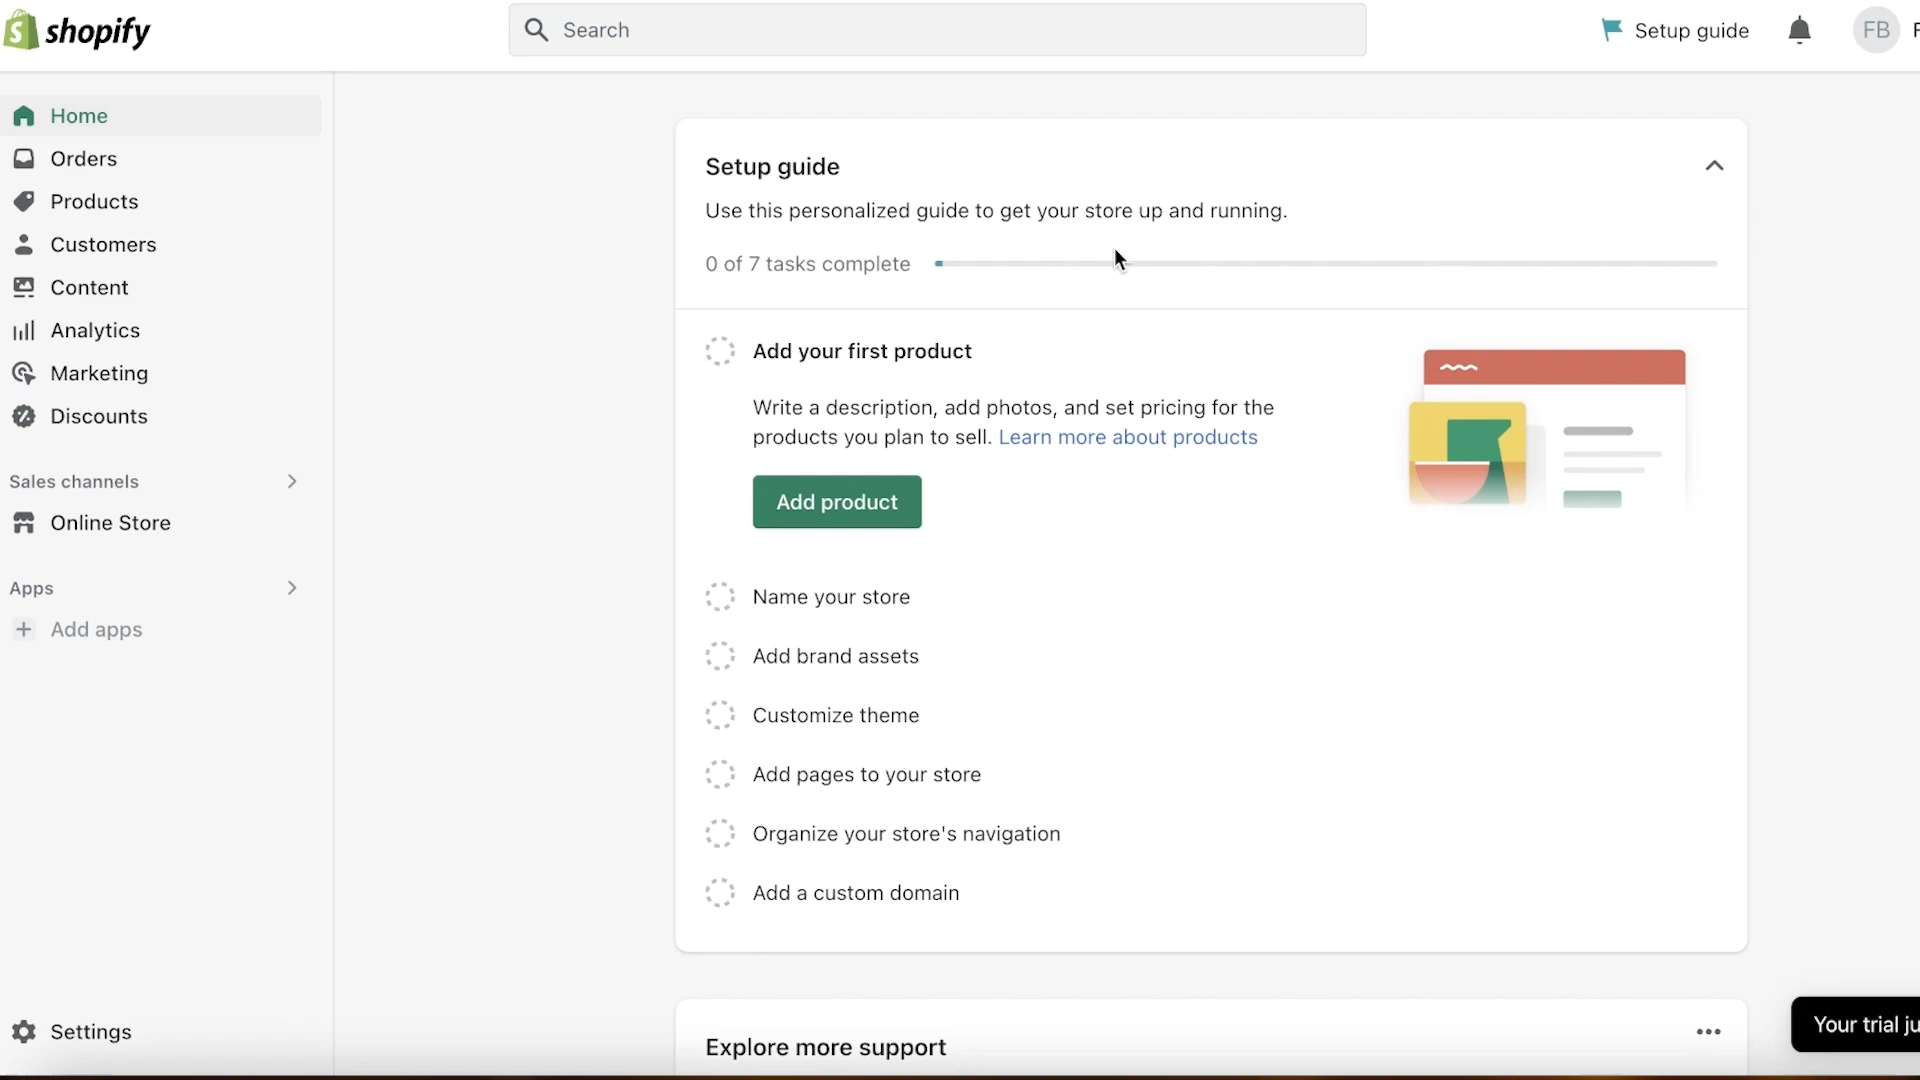 shopify
Search
Setup guide
FB
Home
Orders
Products
Customers
Content
Analytics
Marketing
Discounts
Sales channels
Online Store
Apps
Add apps
Settings
Setup guide
Use this personalized guide to get your store up and running.
0 of 7 tasks complete
Add your first product
Write a description, add photos, and set pricing for the
products you plan to sell. Learn more about products
Add product
Name your store
Add brand assets
Customize theme
Add pages to your store
Organize your store's navigation
Add a custom domain
Explore more support
Your trial